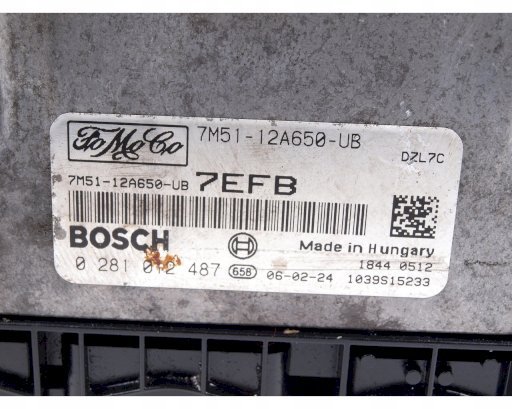 FoMoCo 7M51-12A650-UB
DZL7C
7M51-12A650-UB 7EFB
BOSCH Made in Hungary
1844 0512
0 281 012 487 658 06-02-24 1039S15233